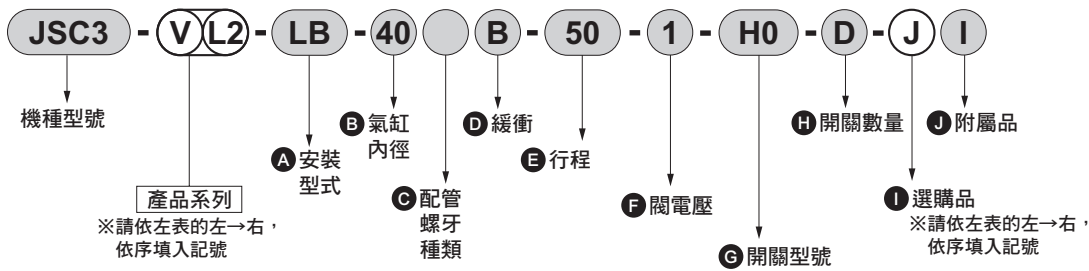 JSC3 - V L2 - LB - 40 B - 50 - 1 - H0 - D - J I
機種型號
產品系列
※請依左表的左→右，
依序填入記號
A 安裝
型式
B 氣缸
內徑
C 配管
螺牙
種類
D 緩衝
E 行程
F 閥電壓
G 開關型號
H 開關數量
I 選購品
※請依左表的左→右，
依序填入記號
J 附屬品